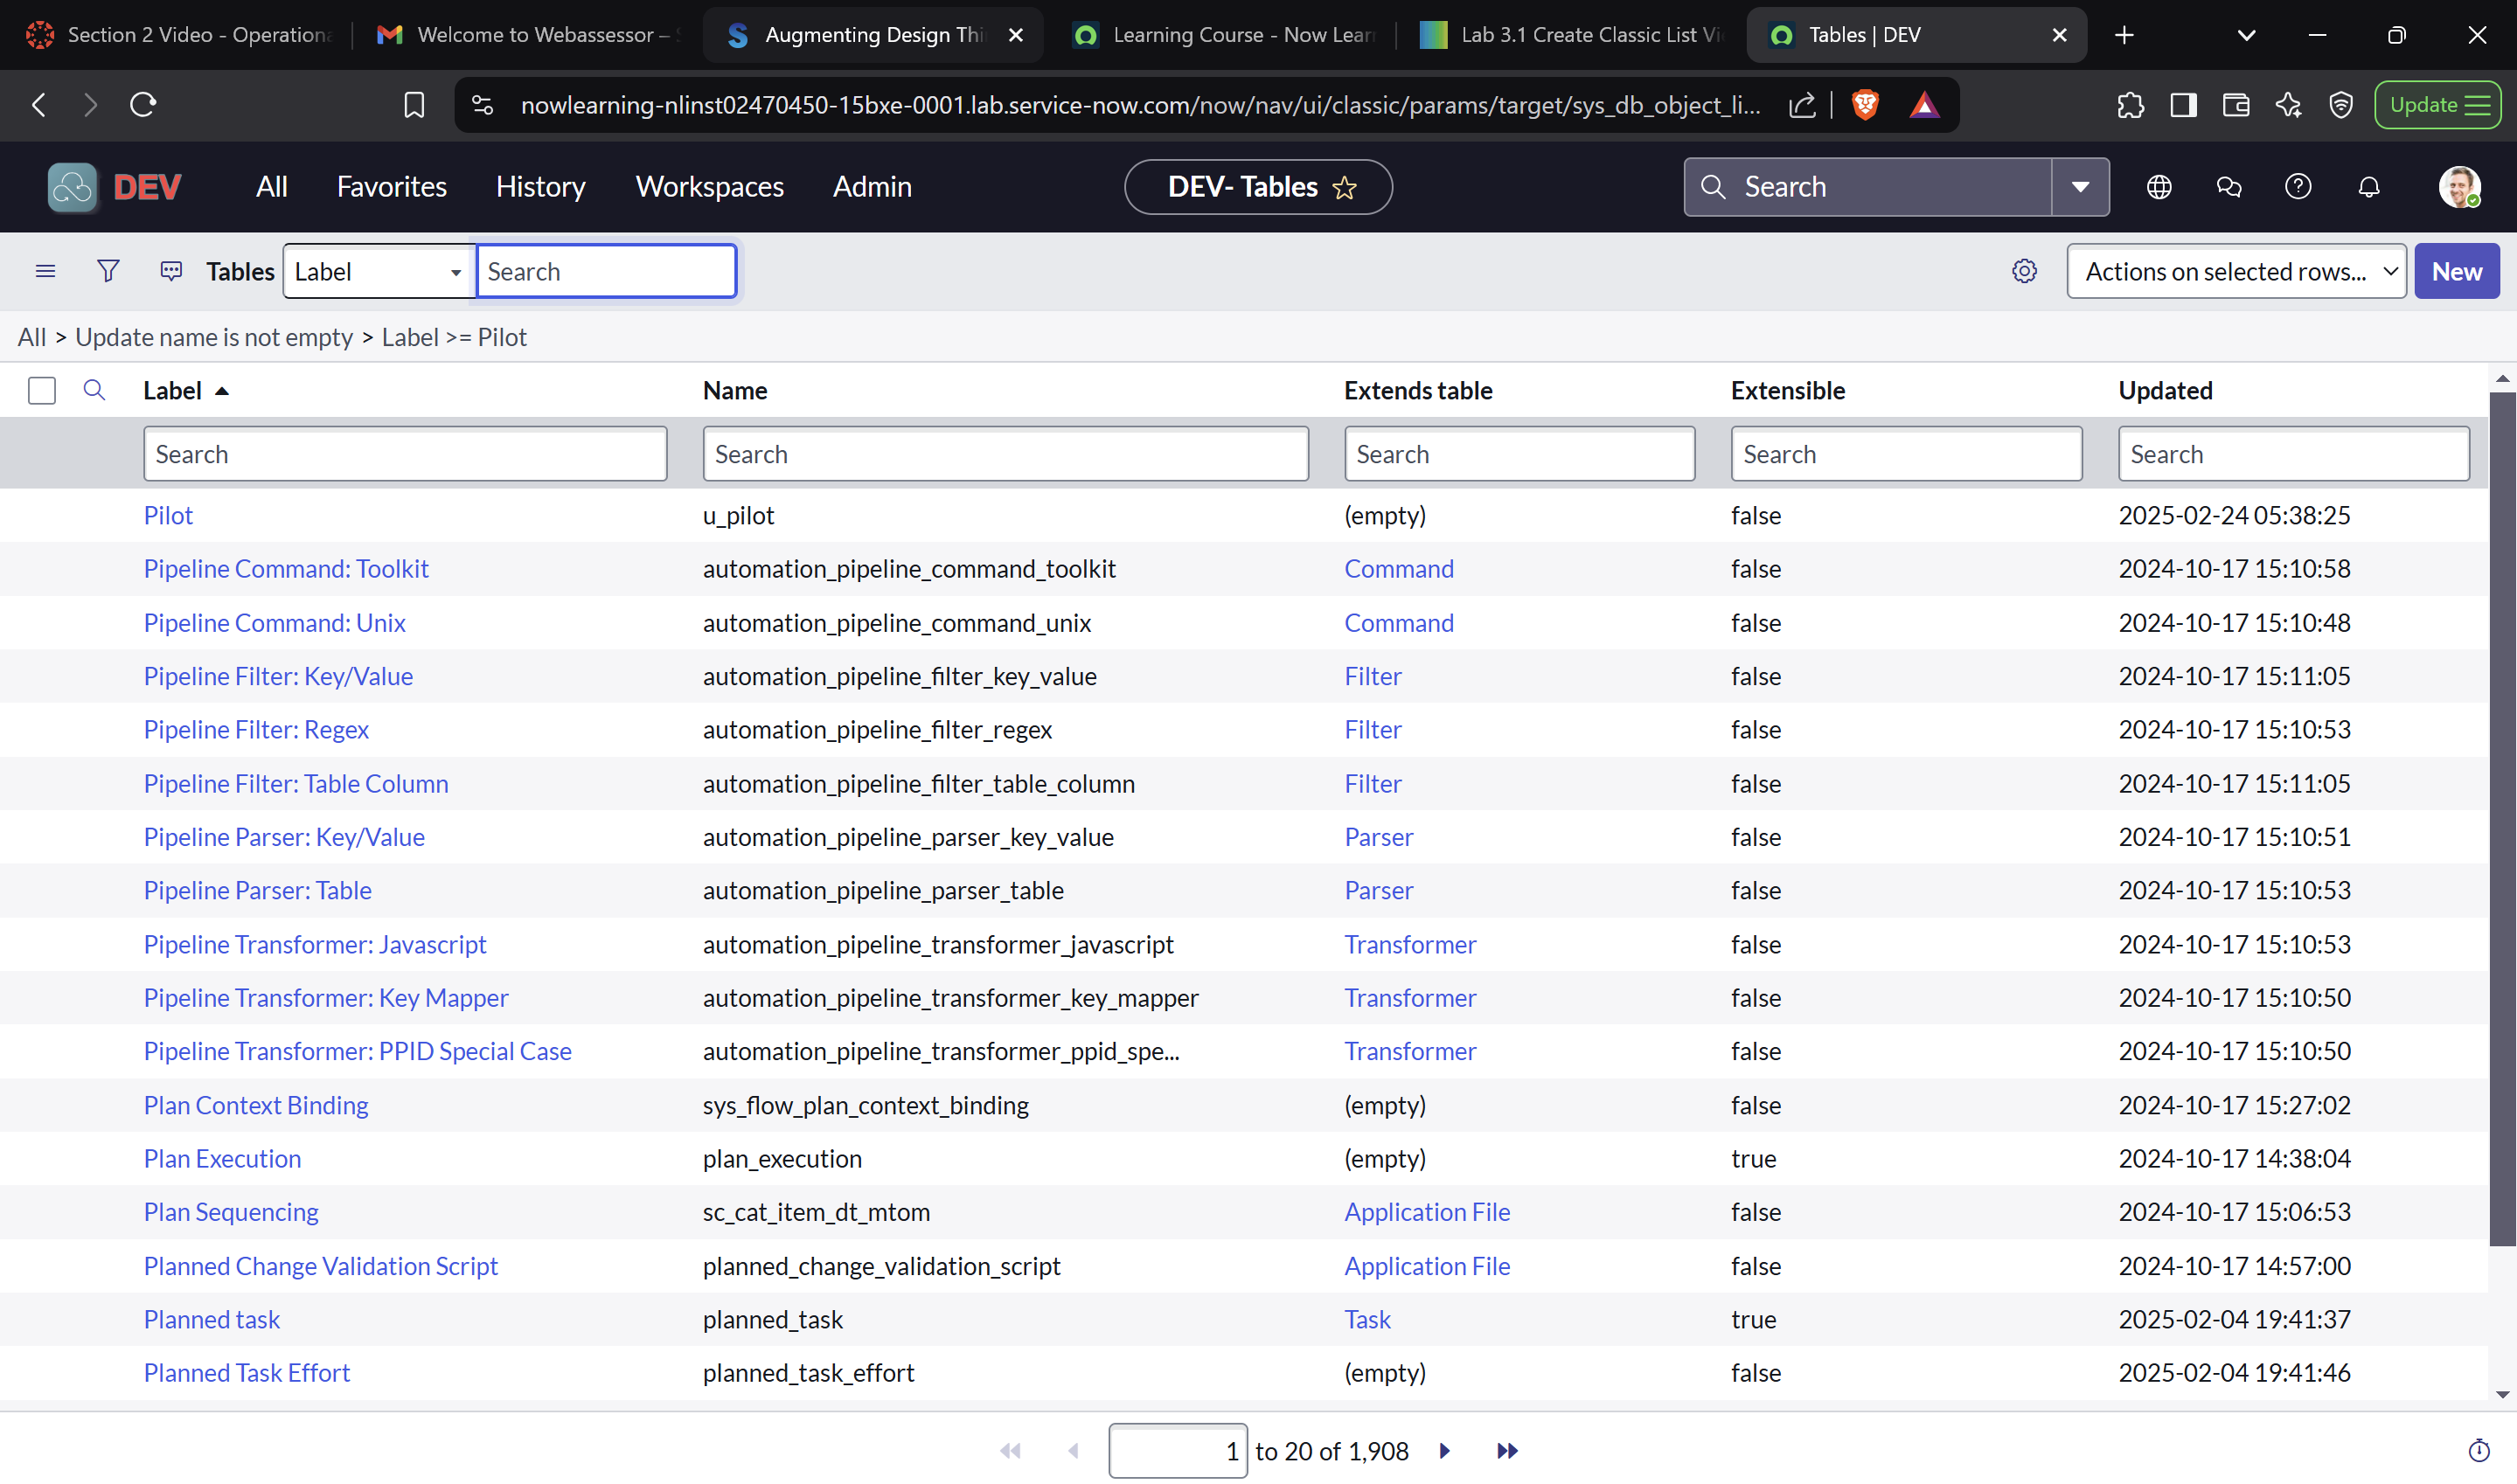 Section 2 Video - Operation
Welcome to Webassessor –
Augmenting Design Thi
Learning Course - Now Lear
Lab 3.1 Create Classic List Vi
Tables | DEV
nowlearning-nlinst02470450-15bxe-0001.lab.service-now.com/now/nav/ui/classic/params/target/sys_db_object_li...
Update
DEV All Favorites History Workspaces Admin DEV- Tables Search
Tables Label Search Actions on selected rows... New
All > Update name is not empty > Label >= Pilot
Label Name Extends table Extensible Updated
Search Search Search Search Search
Pilot u_pilot (empty) false 2025-02-24 05:38:25
Pipeline Command: Toolkit automation_pipeline_command_toolkit Command false 2024-10-17 15:10:58
Pipeline Command: Unix automation_pipeline_command_unix Command false 2024-10-17 15:10:48
Pipeline Filter: Key/Value automation_pipeline_filter_key_value Filter false 2024-10-17 15:11:05
Pipeline Filter: Regex automation_pipeline_filter_regex Filter false 2024-10-17 15:10:53
Pipeline Filter: Table Column automation_pipeline_filter_table_column Filter false 2024-10-17 15:11:05
Pipeline Parser: Key/Value automation_pipeline_parser_key_value Parser false 2024-10-17 15:10:51
Pipeline Parser: Table automation_pipeline_parser_table Parser false 2024-10-17 15:10:53
Pipeline Transformer: Javascript automation_pipeline_transformer_javascript Transformer false 2024-10-17 15:10:53
Pipeline Transformer: Key Mapper automation_pipeline_transformer_key_mapper Transformer false 2024-10-17 15:10:50
Pipeline Transformer: PPID Special Case automation_pipeline_transformer_ppid_spe... Transformer false 2024-10-17 15:10:50
Plan Context Binding sys_flow_plan_context_binding (empty) false 2024-10-17 15:27:02
Plan Execution plan_execution (empty) true 2024-10-17 14:38:04
Plan Sequencing sc_cat_item_dt_mtom Application File false 2024-10-17 15:06:53
Planned Change Validation Script planned_change_validation_script Application File false 2024-10-17 14:57:00
Planned task planned_task Task true 2025-02-04 19:41:37
Planned Task Effort planned_task_effort (empty) false 2025-02-04 19:41:46
1 to 20 of 1,908